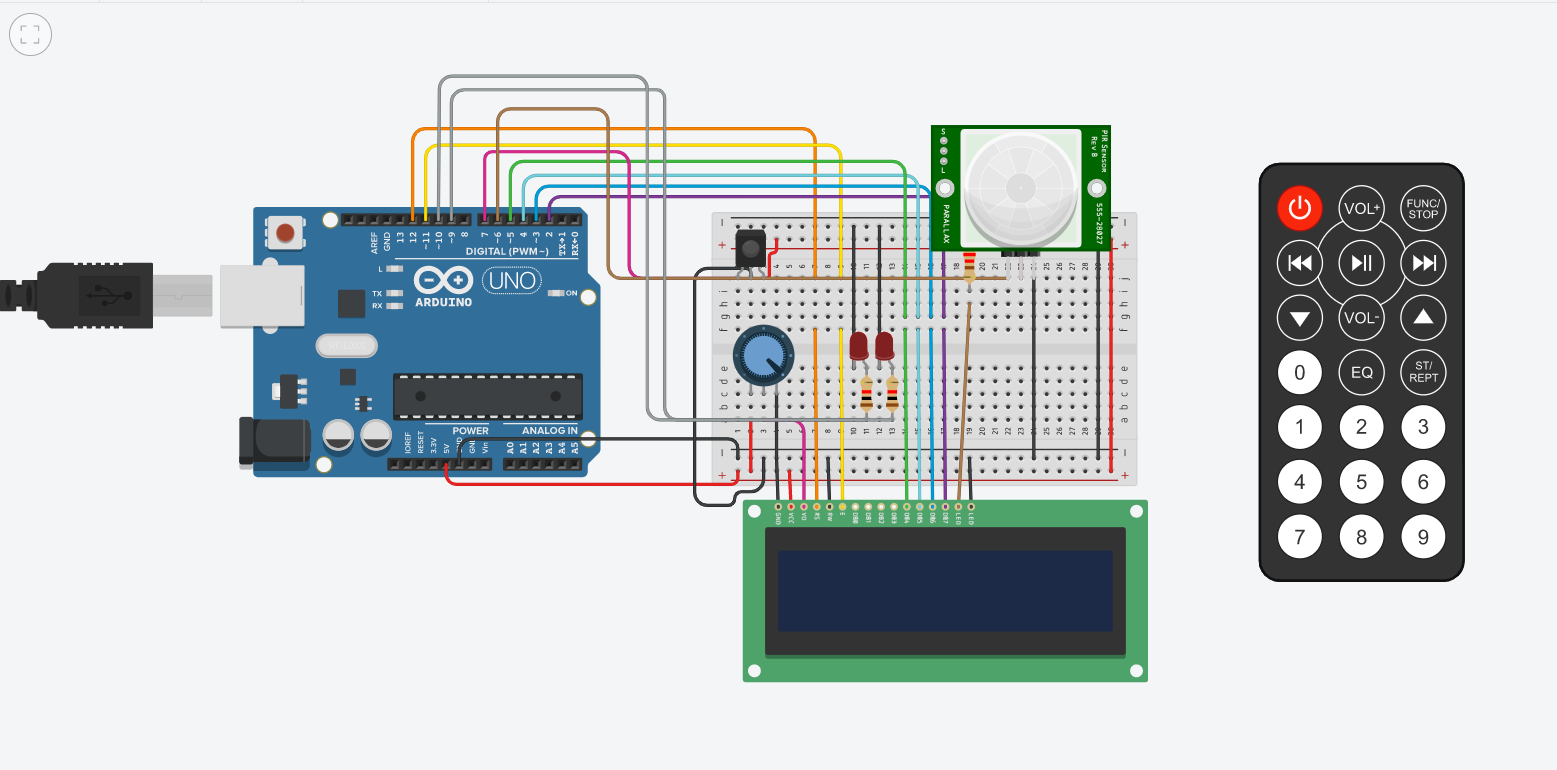 S
L
PIR SENSOR
REV B
PARALLAX
555-28027
AREF
GND
13
12
~11
~10
~9
8
7
~6
~5
4
~3
2
TX→1
RX←0
DIGITAL (PWM~)
L
TX
RX
ARDUINO
UNO
ON
POWER
ANALOG IN
IOREF
RESET
3.3V
5V
GND
Vin
A0
A1
A2
A3
A4
A5
GND
VCC
VO
RS
RW
E
DB0
DB1
DB2
DB3
DB4
DB5
DB6
DB7
LED
LED
VOL+
FUNC/
STOP
VOL-
0
EQ
ST/
REPT
1 2 3
4 5 6
7 8 9